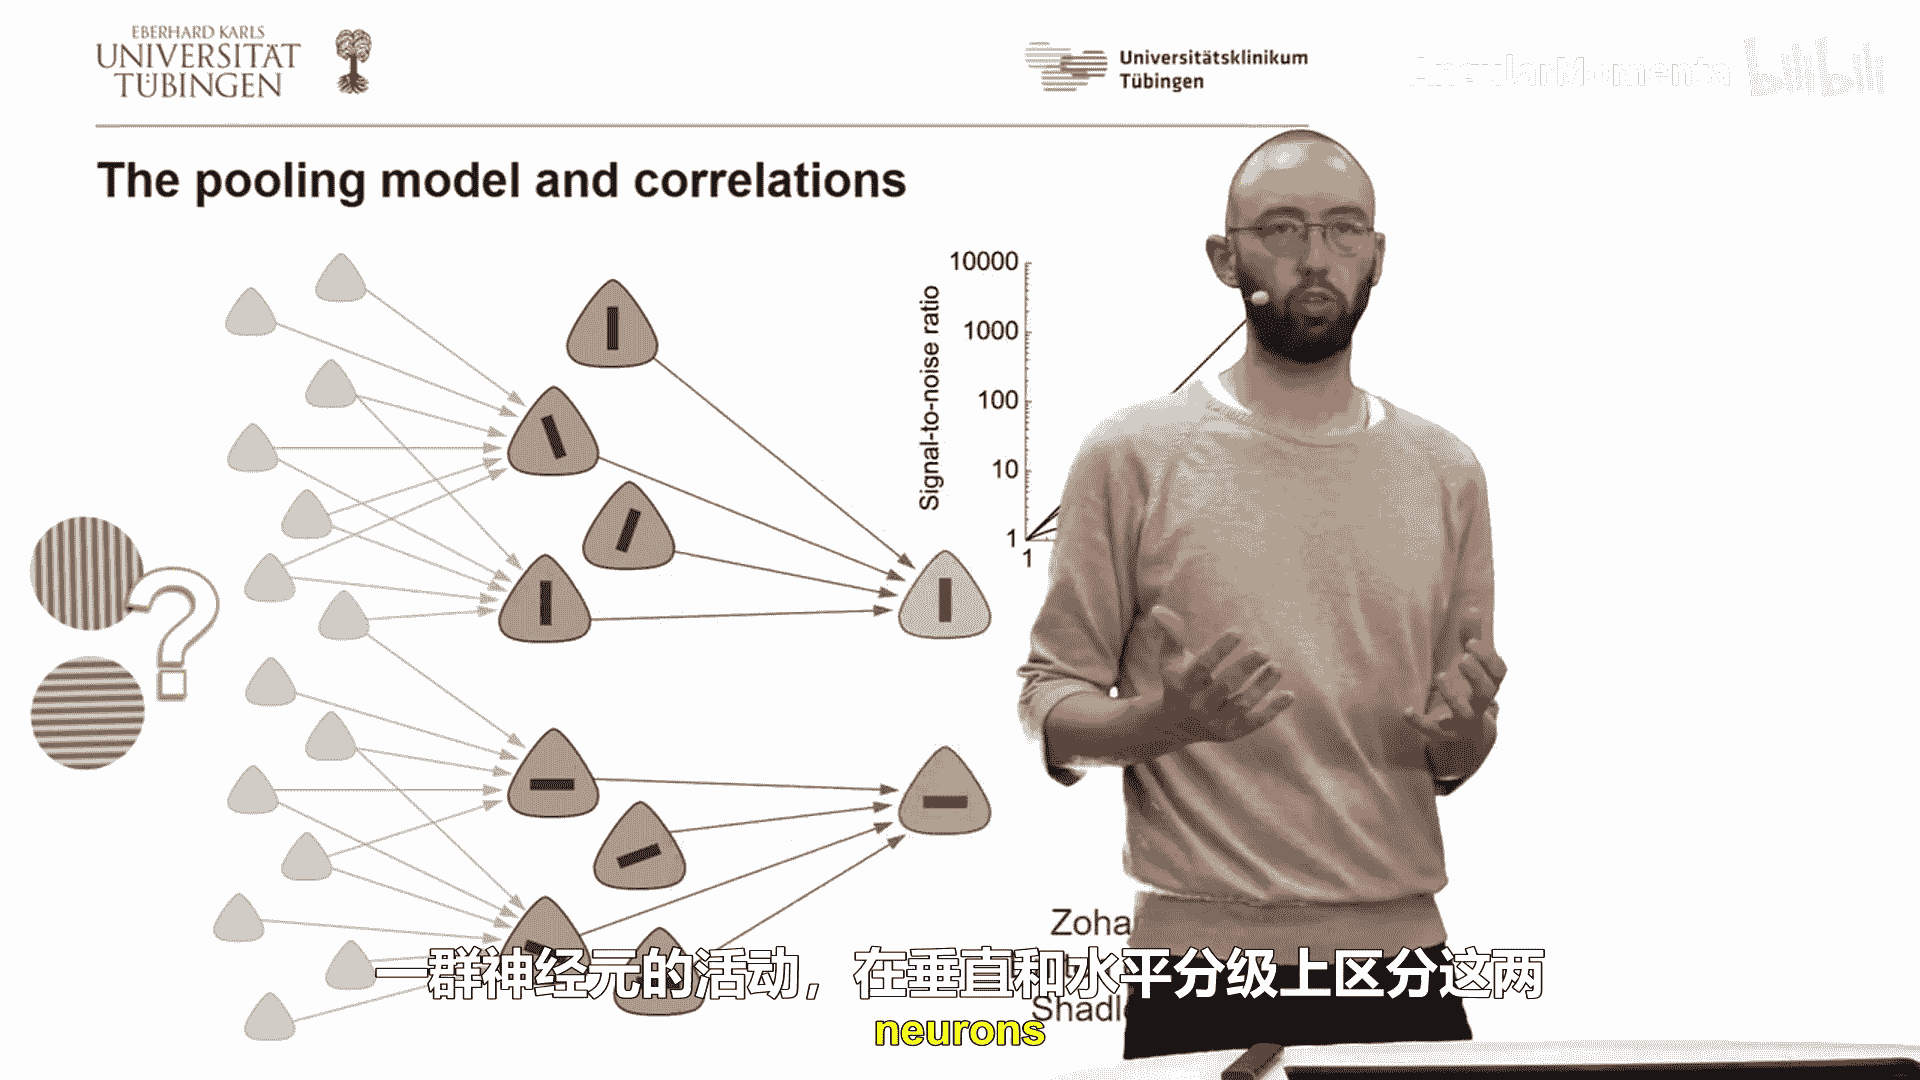 EBERHARD KARLS
UNIVERSITÄT
TÜBINGEN
Universitätsklinikum
Tübingen
AngularMomenta bilibili
The pooling model and correlations
Signal-to-noise ratio
10000
1000
100
10
1
1
Zoha
Shadl
一群神经元的活动，在垂直和水平分级上区分这两
neurons